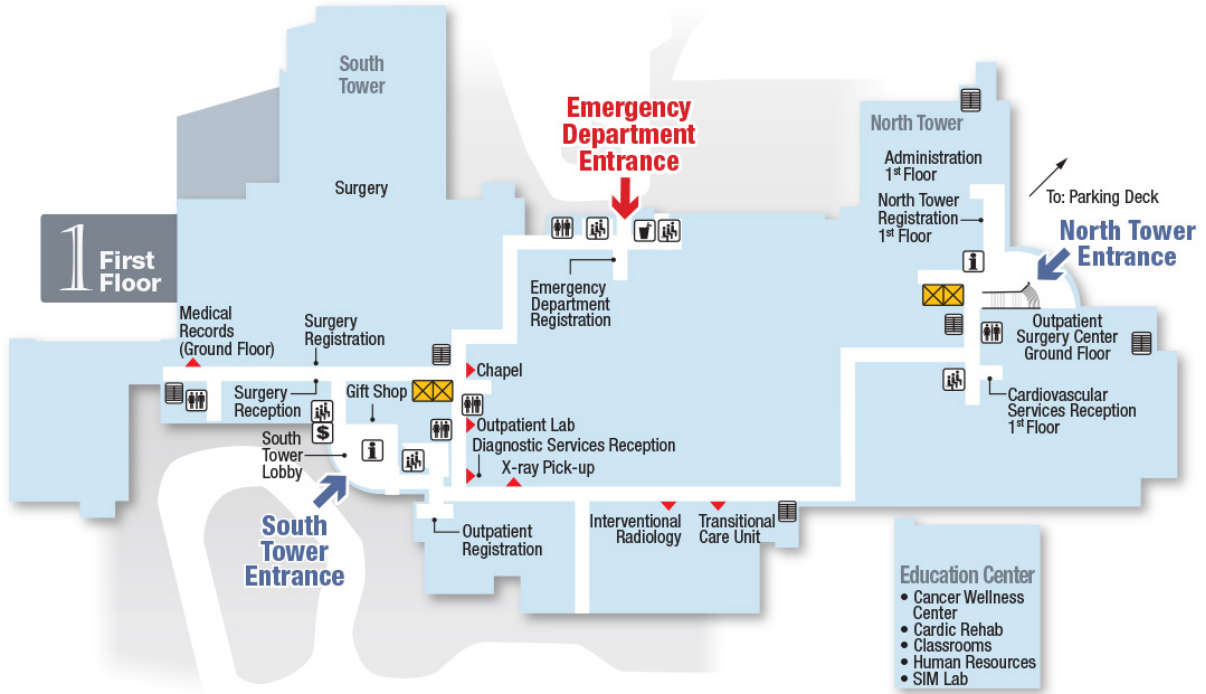 South
Tower
Surgery
1 First
Floor
Emergency
Department
Entrance
North Tower
Administration
1st Floor
North Tower
Registration
1st Floor
To: Parking Deck
North Tower
Entrance
Emergency
Department
Registration
Medical
Records
(Ground Floor)
Surgery
Registration
Surgery
Reception
Gift Shop
Chapel
Outpatient Lab
Diagnostic Services Reception
X-ray Pick-up
$
South
Tower
Lobby
i
i
South
Tower
Entrance
Outpatient
Registration
Interventional
Radiology
Transitional
Care Unit
Outpatient
Surgery Center
Ground Floor
Cardiovascular
Services Reception
1st Floor
Education Center
• Cancer Wellness
Center
• Cardic Rehab
• Classrooms
• Human Resources
• SIM Lab